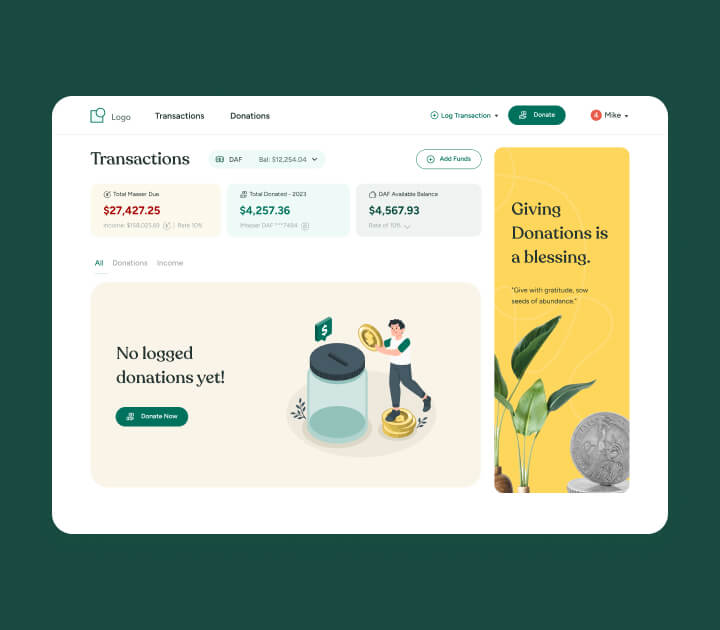 Logo
Transactions
Donations
Log Transaction
Donate
4
Mike
Transactions
DAF
Bal: $12,254.04
Add Funds
Total Maaser Due
$27,427.25
Income: $158,023.69
Rate 10%
Total Donated - 2023
$4,257.36
Maaser DAF ***7484
DAF Available Balance
$4,567.93
Rate of 10%
All
Donations
Income
No logged
donations yet!
Donate Now
$
Giving
Donations is
a blessing.
"Give with gratitude, sow
seeds of abundance."